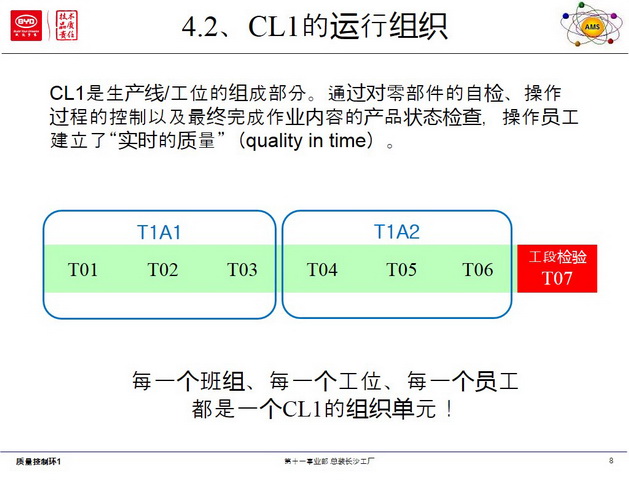 BYD
技术
品质
责任
4.2、CL1的运行组织
AMS
CL1是生产线/工位的组成部分。通过对零部件的自检、操作
过程的控制以及最终完成作业内容的产品状态检查, 操作员工
建立了“实时的质量”（quality in time）。
T1A1 T1A2
T01 T02 T03 T04 T05 T06
工段检验
T07
每一个班组、每一个工位、每一个员工
都是一个CL1的组织单元！
质量控制环1 第十一事业部 总装长沙工厂 8